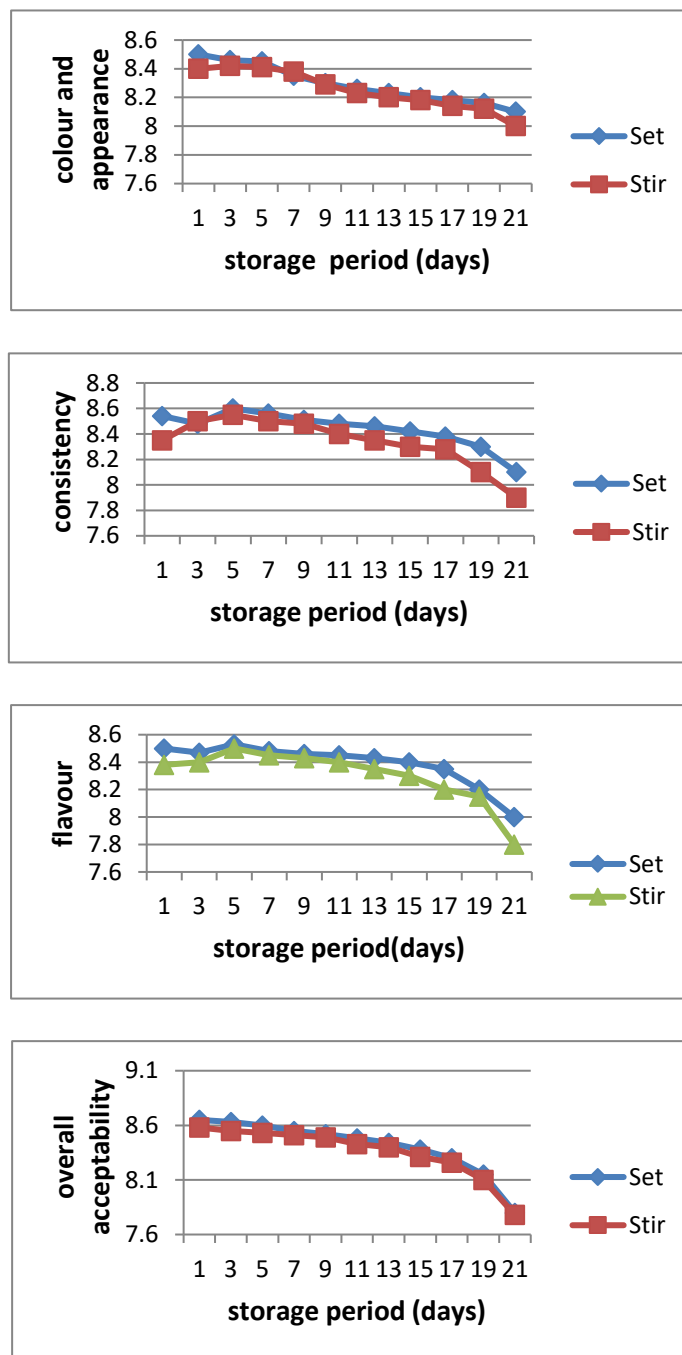 8.6
8.4
8.2
8
7.8
7.6
colour and
appearance
1 3 5 7 9 11 13 15 17 19 21
storage period (days)
Set
Stir
8.8
8.6
8.4
8.2
8
7.8
7.6
consistency
1 3 5 7 9 11 13 15 17 19 21
storage period (days)
Set
Stir
8.6
8.4
8.2
8
7.8
7.6
flavour
1 3 5 7 9 11 13 15 17 19 21
storage period(days)
Set
Stir
9.1
8.6
8.1
7.6
overall
acceptability
1 3 5 7 9 11 13 15 17 19 21
storage period (days)
Set
Stir